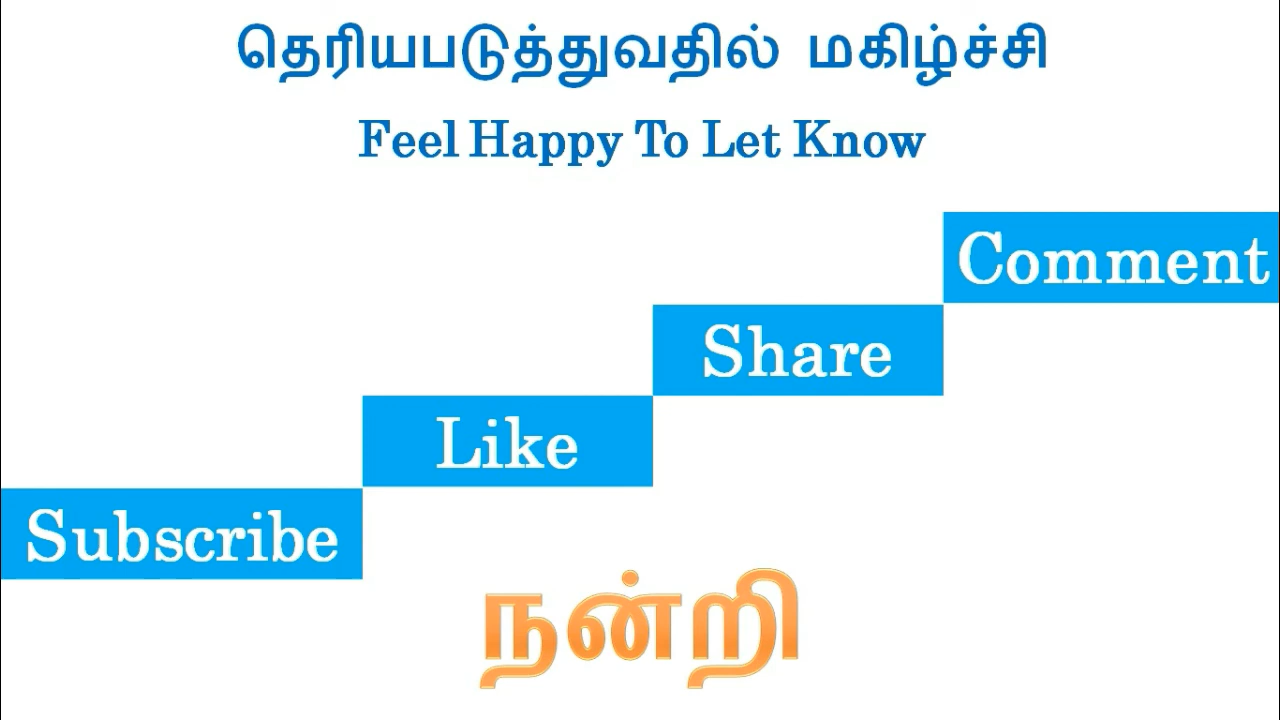 தெரியபடுத்துவதில் மகிழ்ச்சி
Feel Happy To Let Know
Comment
Share
Like
Subscribe
நன்றி